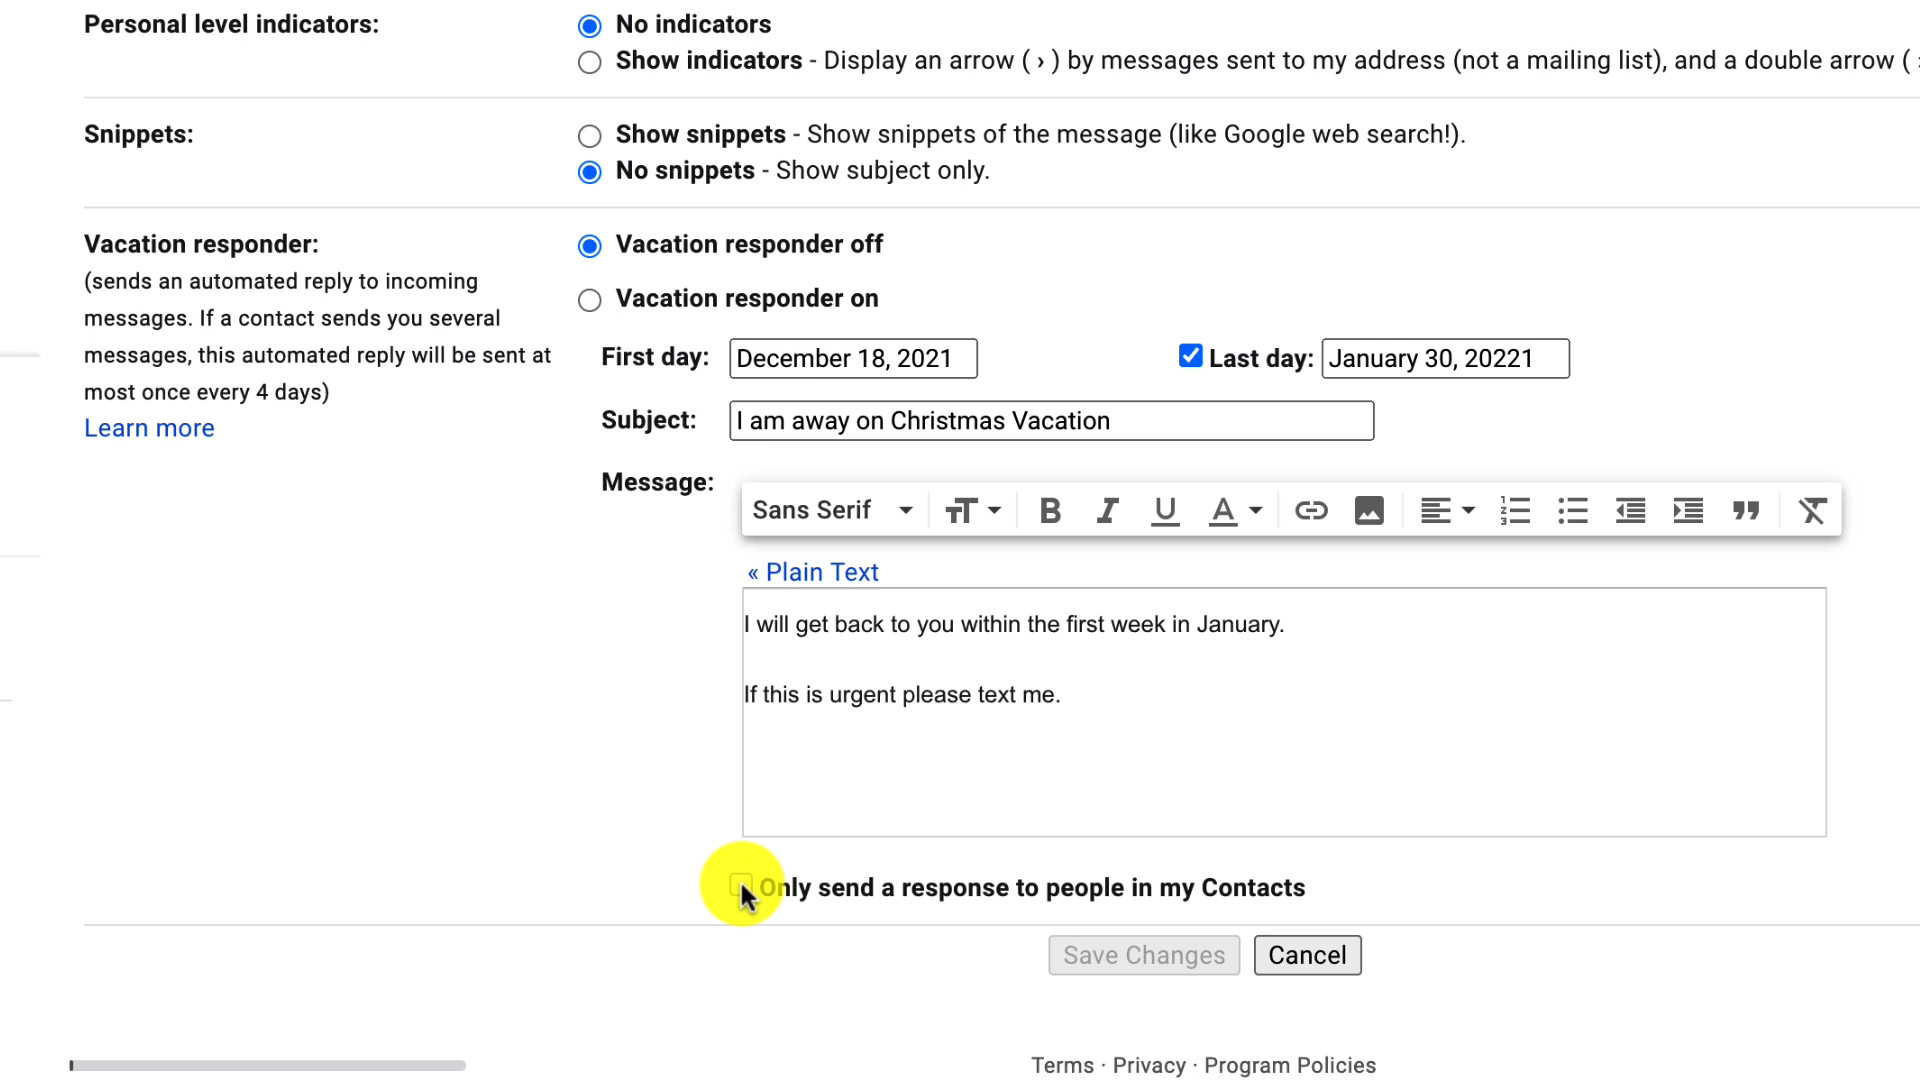 Personal level indicators:
No indicators
Show indicators - Display an arrow ( › ) by messages sent to my address (not a mailing list), and a double arrow (
Snippets:
Show snippets - Show snippets of the message (like Google web search!).
No snippets - Show subject only.
Vacation responder:
(sends an automated reply to incoming
messages. If a contact sends you several
messages, this automated reply will be sent at
most once every 4 days)
Learn more
Vacation responder off
Vacation responder on
First day: December 18, 2021 Last day: January 30, 20221
Subject: I am away on Christmas Vacation
Message:
Sans Serif
« Plain Text
I will get back to you within the first week in January.
If this is urgent please text me.
Only send a response to people in my Contacts
Save Changes Cancel
Terms · Privacy · Program Policies